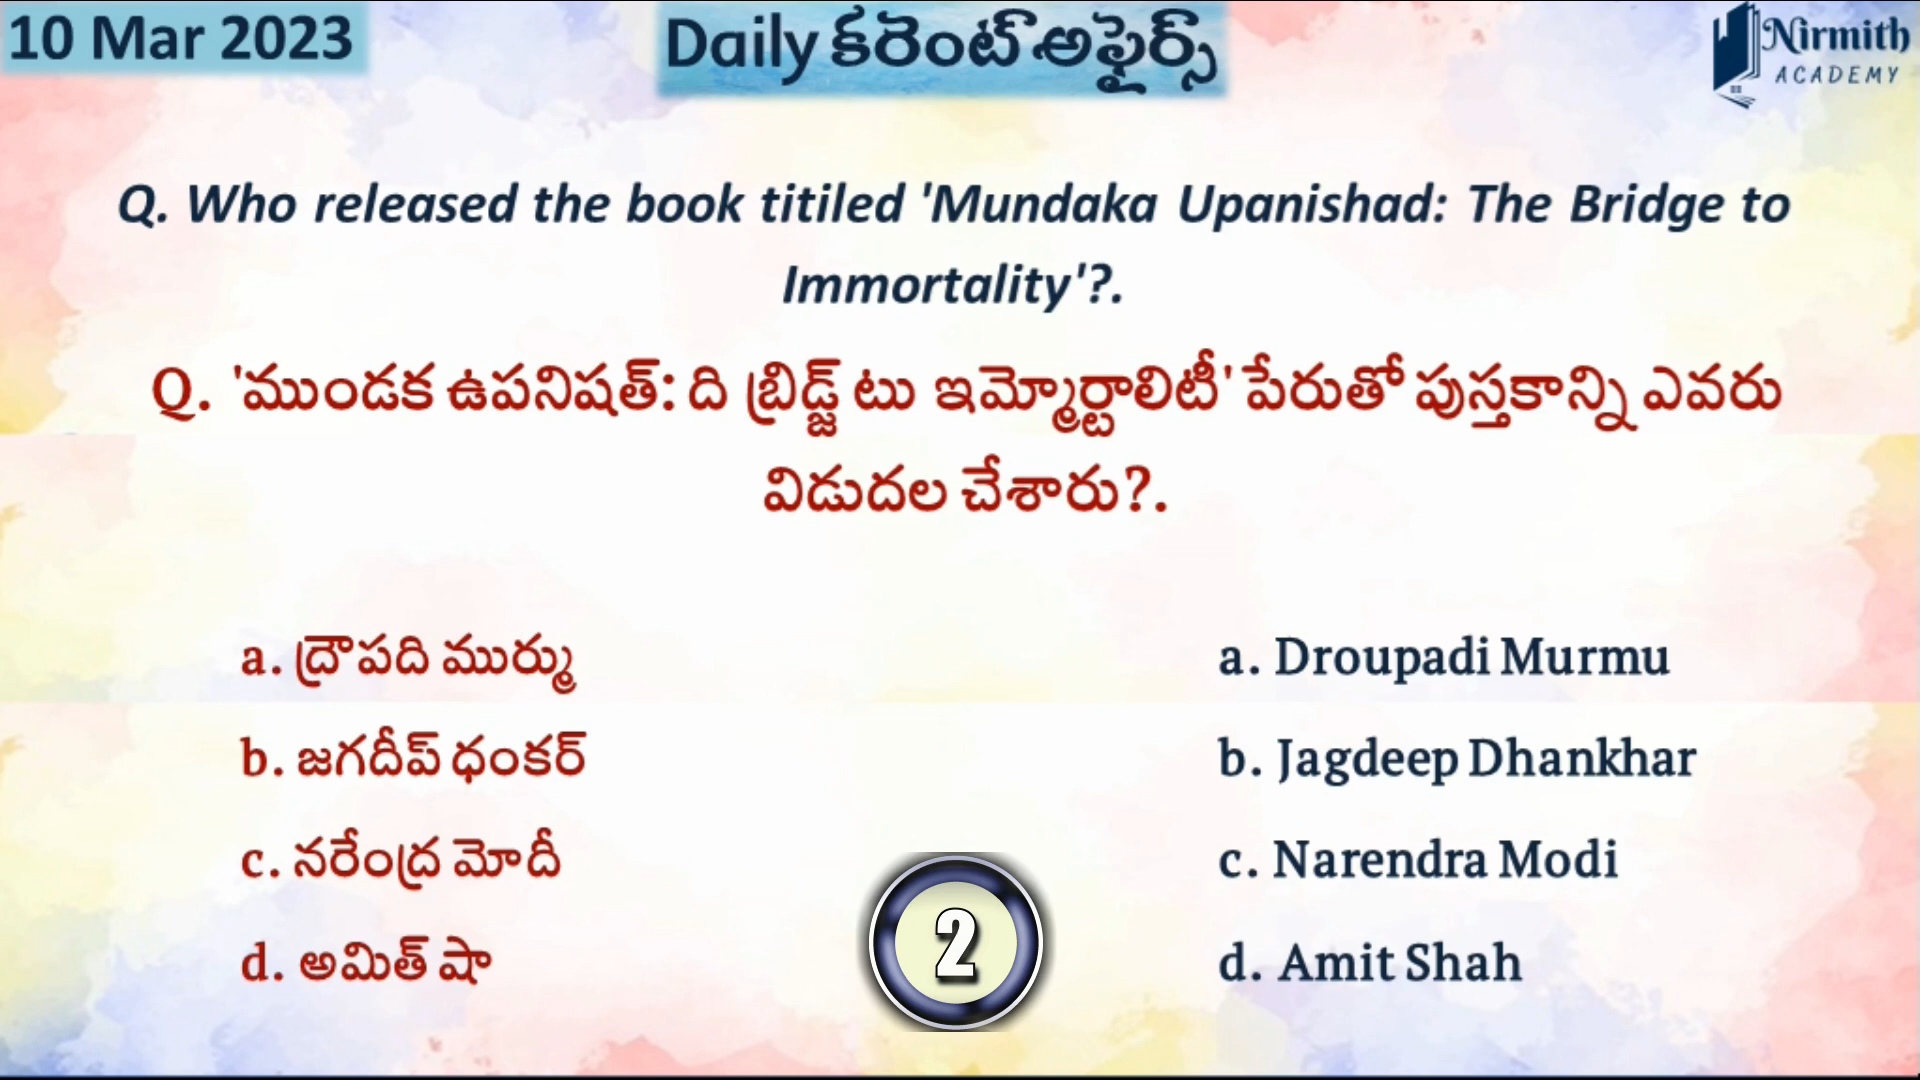 10 Mar 2023
Daily కరెంట్ అఫైర్స్
Nirmith
ACADEMY
Q. Who released the book titiled 'Mundaka Upanishad: The Bridge to
Immortality'?.
Q. 'ముండక ఉపనిషత్: ది బ్రిడ్జ్ టు ఇమ్మోర్టాలిటీ' పేరుతో పుస్తకాన్ని ఎవరు
విడుదల చేశారు?.
a. ద్రౌపది ముర్ము
b. జగదీప్ ధంకర్
c. నరేంద్ర మోదీ
d. అమిత్ షా
a. Droupadi Murmu
b. Jagdeep Dhankhar
c. Narendra Modi
d. Amit Shah
2